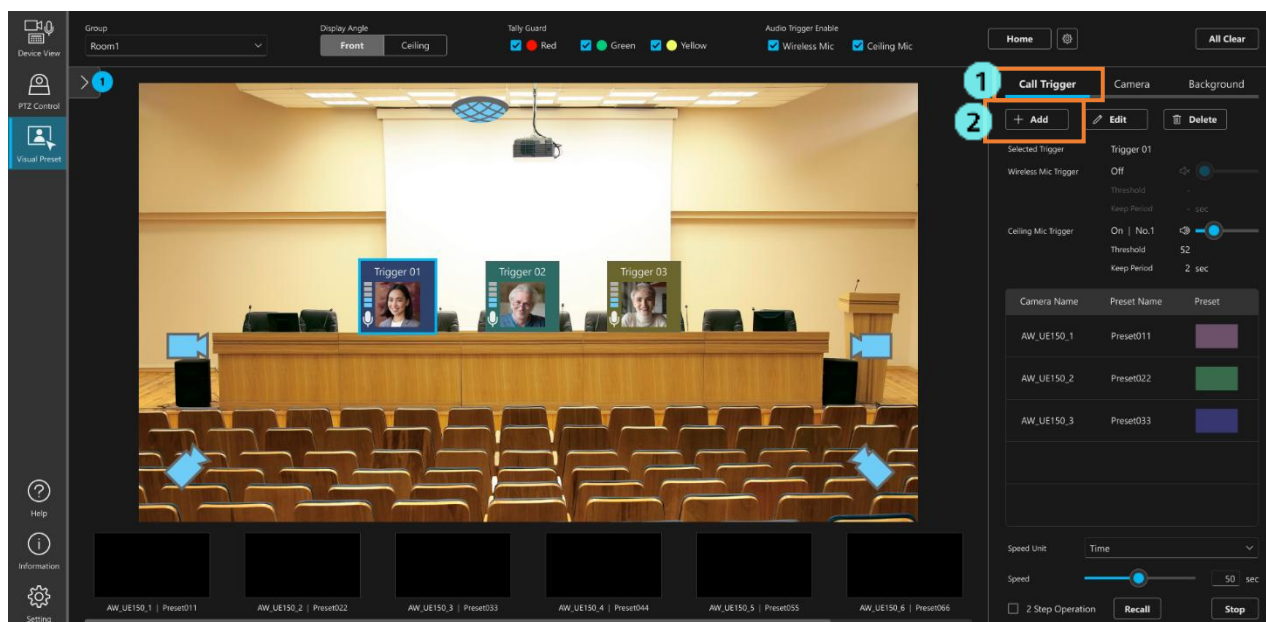 Device View
PTZ Control
Visual Preset
Help
Information
Setting
Group
Room1
Display Angle
Front Ceiling
Tally Guard
Red Green Yellow
Audio Trigger Enable
Wireless Mic Ceiling Mic
Home
All Clear
1
1
Call Trigger Camera Background
2
+ Add Edit Delete
Selected Trigger Trigger 01
Wireless Mic Trigger Off
Threshold -
Keep Period - sec
Ceiling Mic Trigger On | No.1
Threshold 52
Keep Period 2 sec
Trigger 01 Trigger 02 Trigger 03
Camera Name Preset Name Preset
AW_UE150_1 Preset011
AW_UE150_2 Preset022
AW_UE150_3 Preset033
AW_UE150_1 | Preset011
AW_UE150_2 | Preset022
AW_UE150_3 | Preset033
AW_UE150_4 | Preset044
AW_UE150_5 | Preset055
AW_UE150_6 | Preset066
Speed Unit Time
Speed 50 sec
2 Step Operation Recall Stop